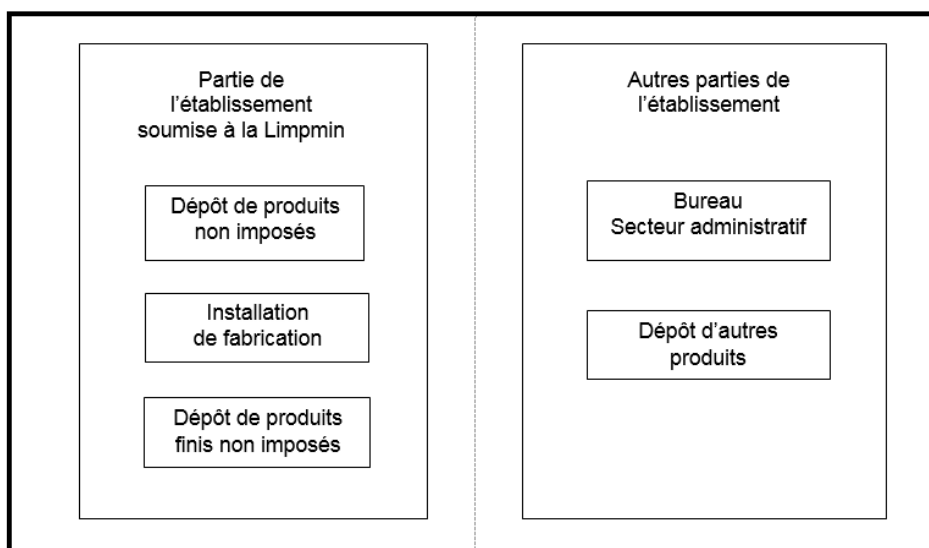 Partie de
l'établissement
soumise à la Limpmin
Dépôt de produits
non imposés
Installation
de fabrication
Dépôt de produits
finis non imposés
Autres parties de
l'établissement
Bureau
Secteur administratif
Dépôt d'autres
produits